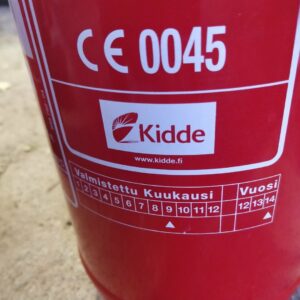 CE 0045
Kidde
www.kidde.fi
Valmistettu Kuukausi Vuosi
1 2 3 4 5 6 7 8 9 10 11 12 12 13 14